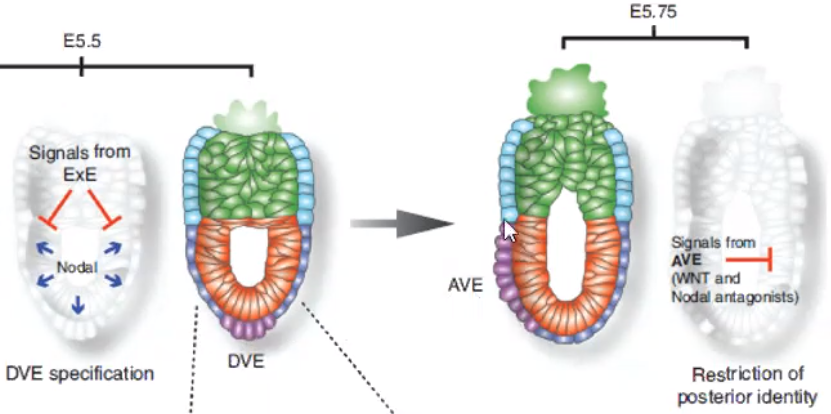 E5.5
E5.75
Signals from
ExE
Nodal
DVE specification
DVE
AVE
Signals from
AVE
(WNT and
Nodal antagonists)
Restriction of
posterior identity